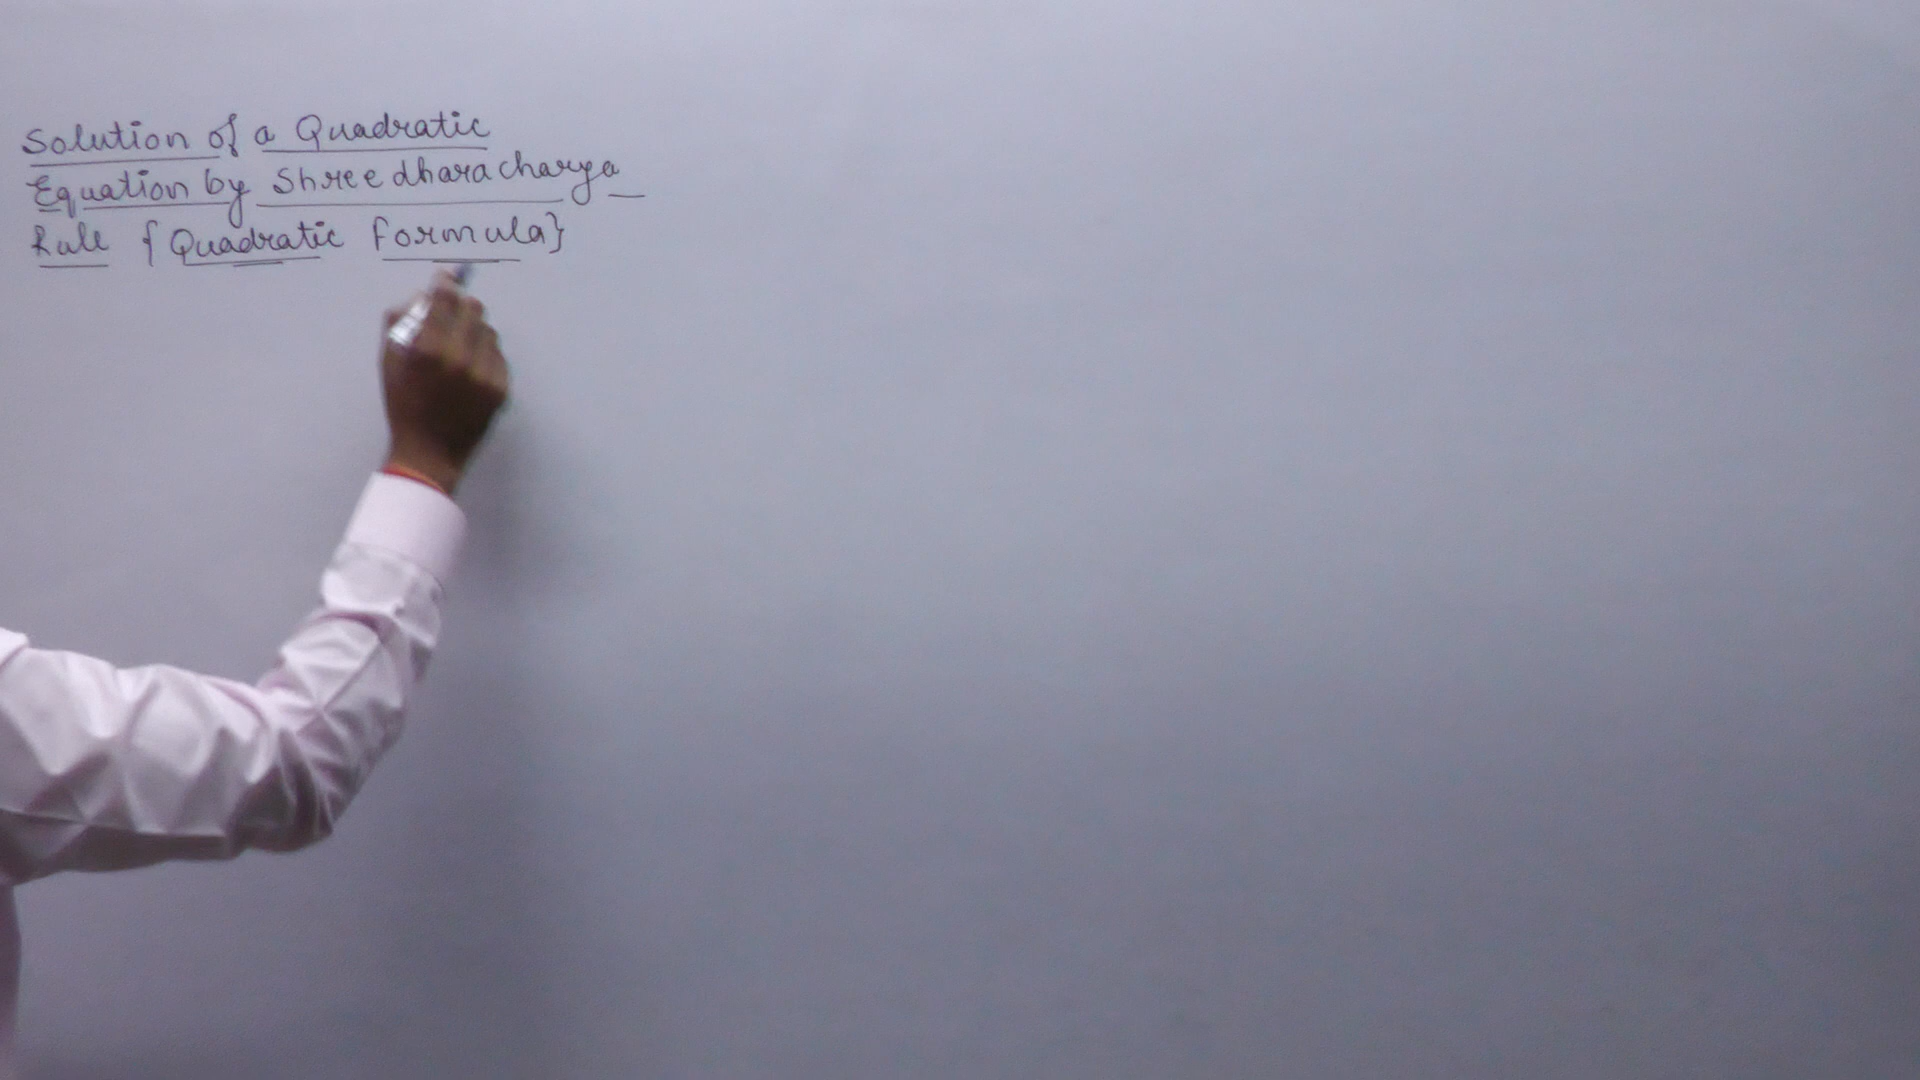 Solution of a Quadratic
Equation by Shreedharacharya
Rule {Quadratic formula}